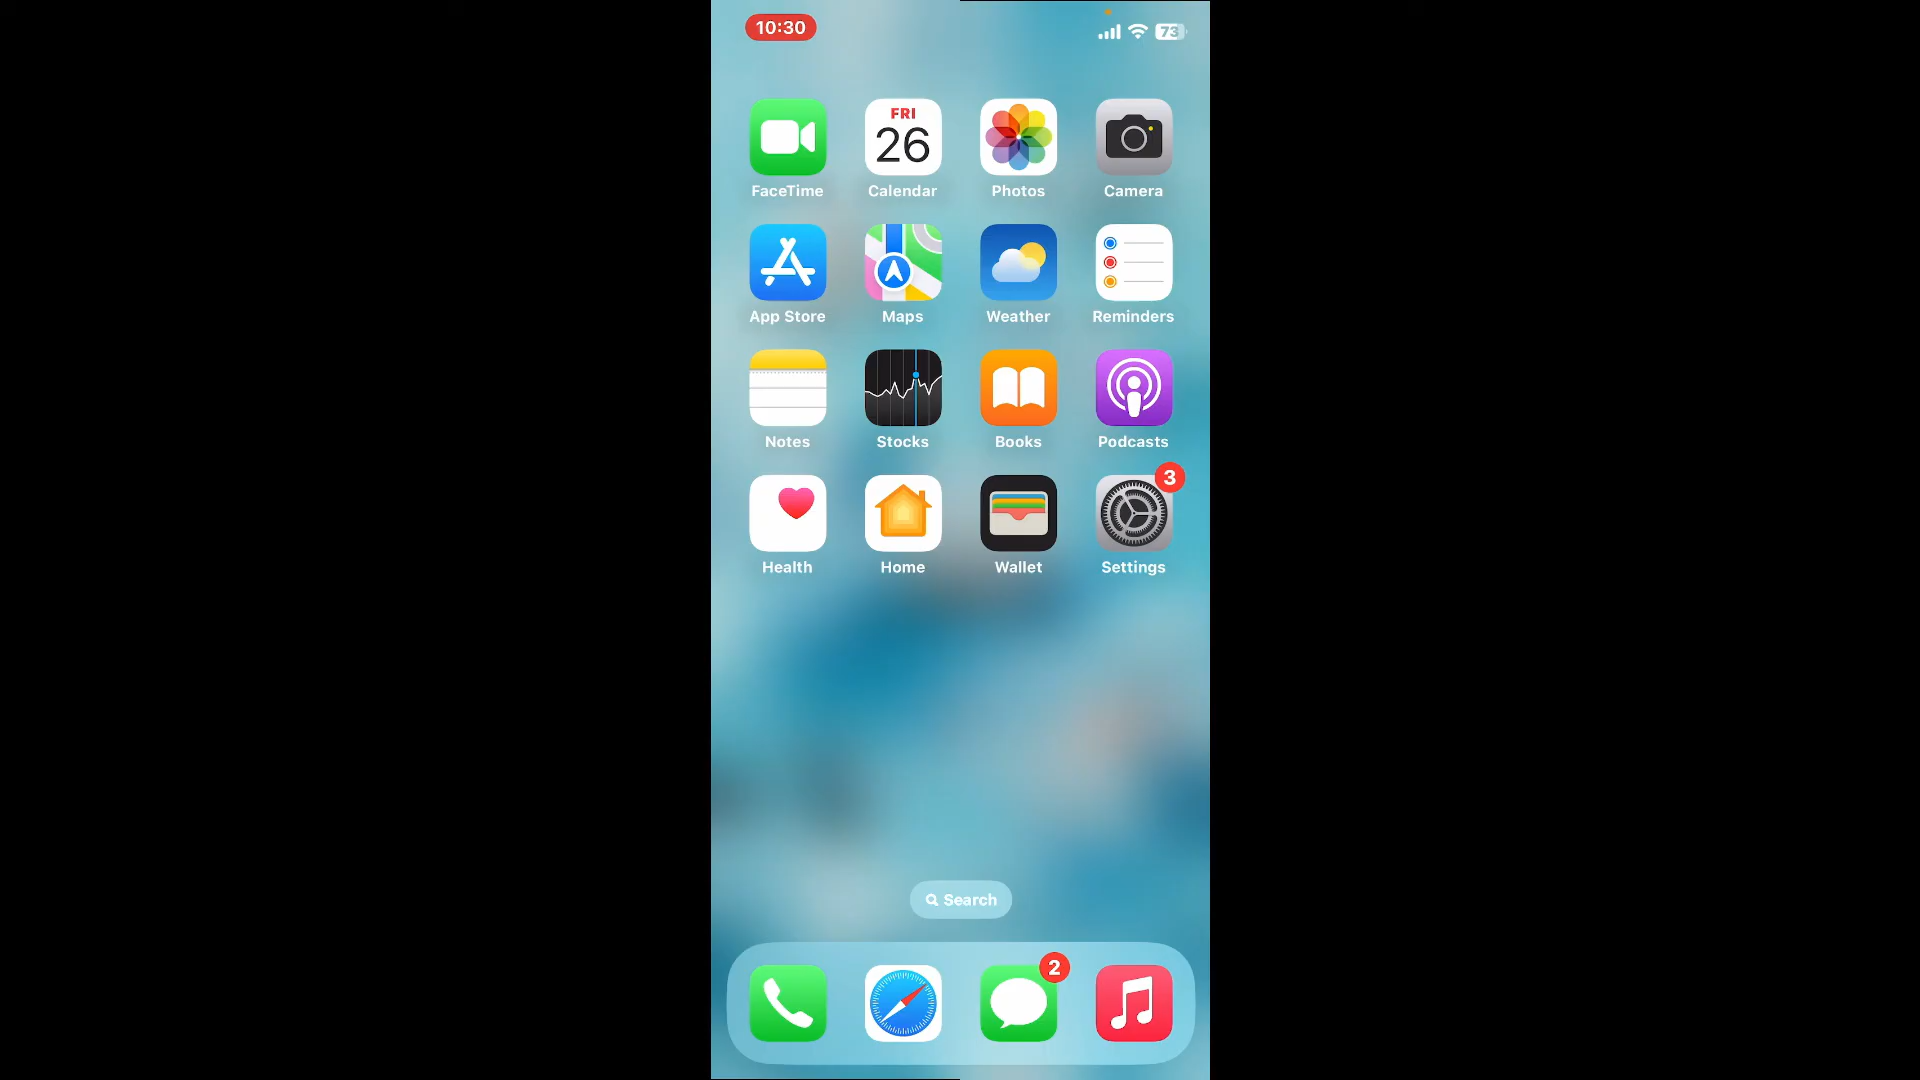 10:30
73
FRI
26
FaceTime
Calendar
Photos
Camera
App Store
Maps
Weather
Reminders
Notes
Stocks
Books
Podcasts
3
Health
Home
Wallet
Settings
Search
2